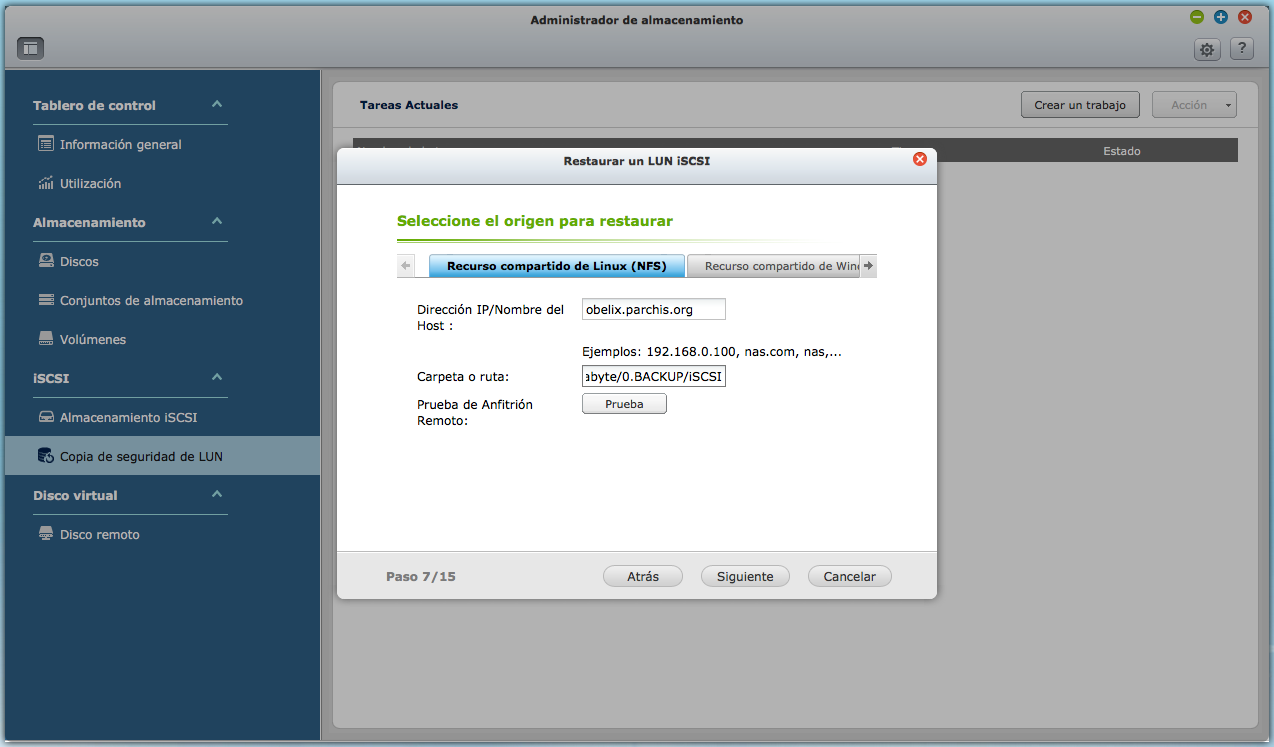 Administrador de almacenamiento
?
Tablero de control
Información general
Utilización
Almacenamiento
Discos
Conjuntos de almacenamiento
Volúmenes
iSCSI
Almacenamiento iSCSI
Copia de seguridad de LUN
Disco virtual
Disco remoto
Tareas Actuales
Crear un trabajo
Acción
Estado
Restaurar un LUN iSCSI
Seleccione el origen para restaurar
Recurso compartido de Linux (NFS)
Recurso compartido de
Dirección IP/Nombre del
Host :
obelix.parchis.org
Ejemplos: 192.168.0.100, nas.com, nas,...
Carpeta o ruta:
abyte/0.BACKUP/iSCSI
Prueba de Anfitrión
Remoto:
Prueba
Paso 7/15
Atrás
Siguiente
Cancelar